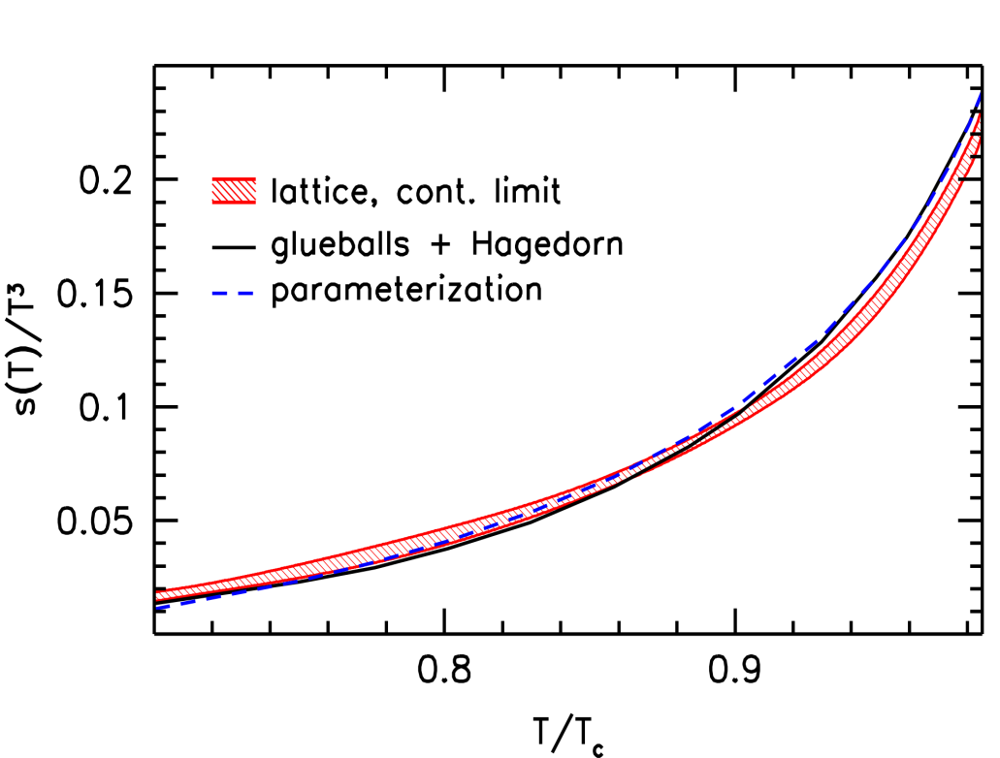 s(T)/T³
0.2
0.15
0.1
0.05
lattice, cont. limit
glueballs + Hagedorn
parameterization
0.8 0.9
T/Tc